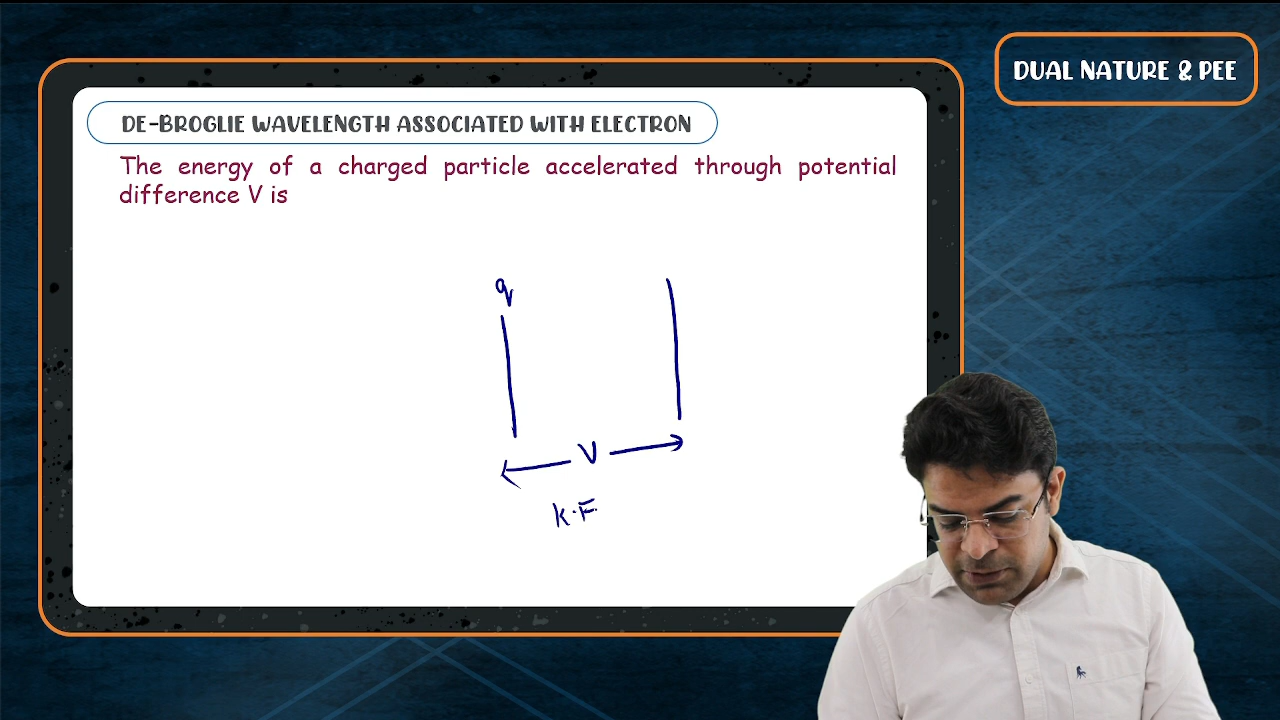 DUAL NATURE & PEE
DE-BROGLIE WAVELENGTH ASSOCIATED WITH ELECTRON
The energy of a charged particle accelerated through potential
difference V is
q
V
K.E.